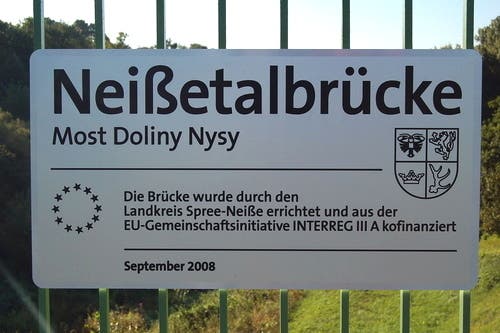 Neißetalbrücke
Most Doliny Nysy
Die Brücke wurde durch den
Landkreis Spree-Neiße errichtet und aus der
EU-Gemeinschaftsinitiative INTERREG III A kofinanziert
September 2008